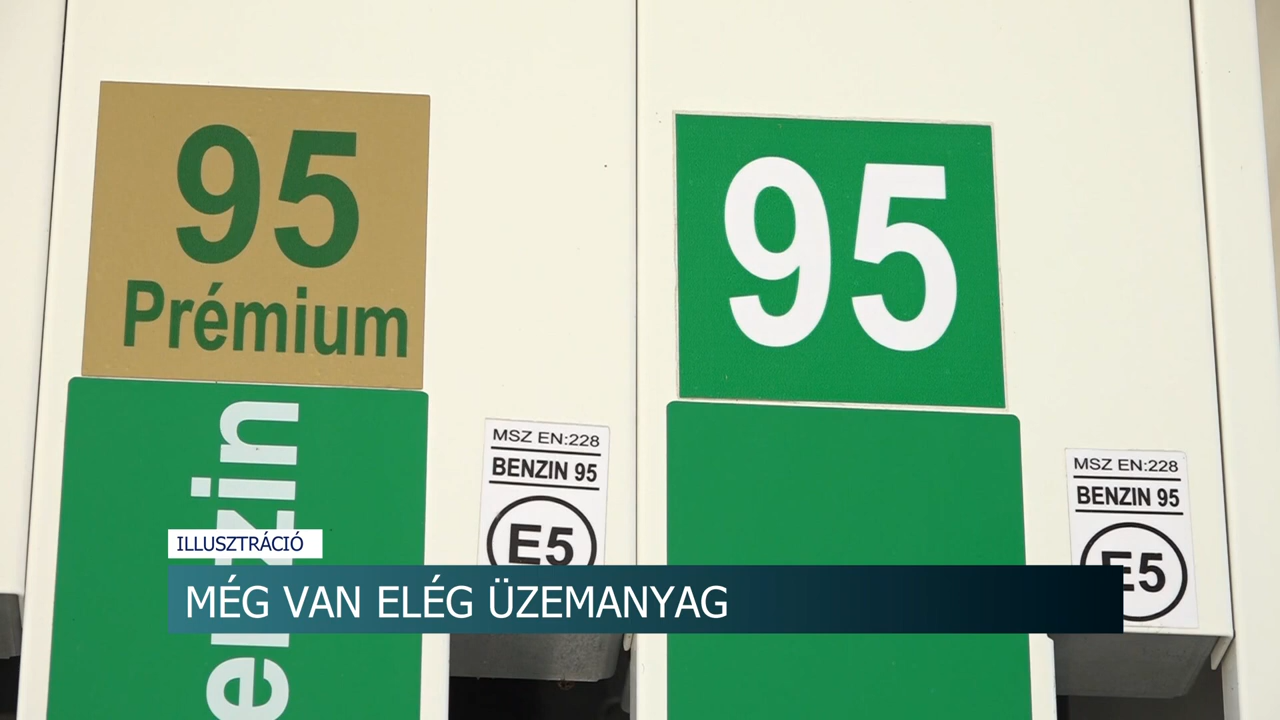 95
Prémium
enzin
95
MSZ EN:228
BENZIN 95
E5
MSZ EN:228
BENZIN 95
E5
ILLUSZTRÁCIÓ
MÉG VAN ELÉG ÜZEMANYAG